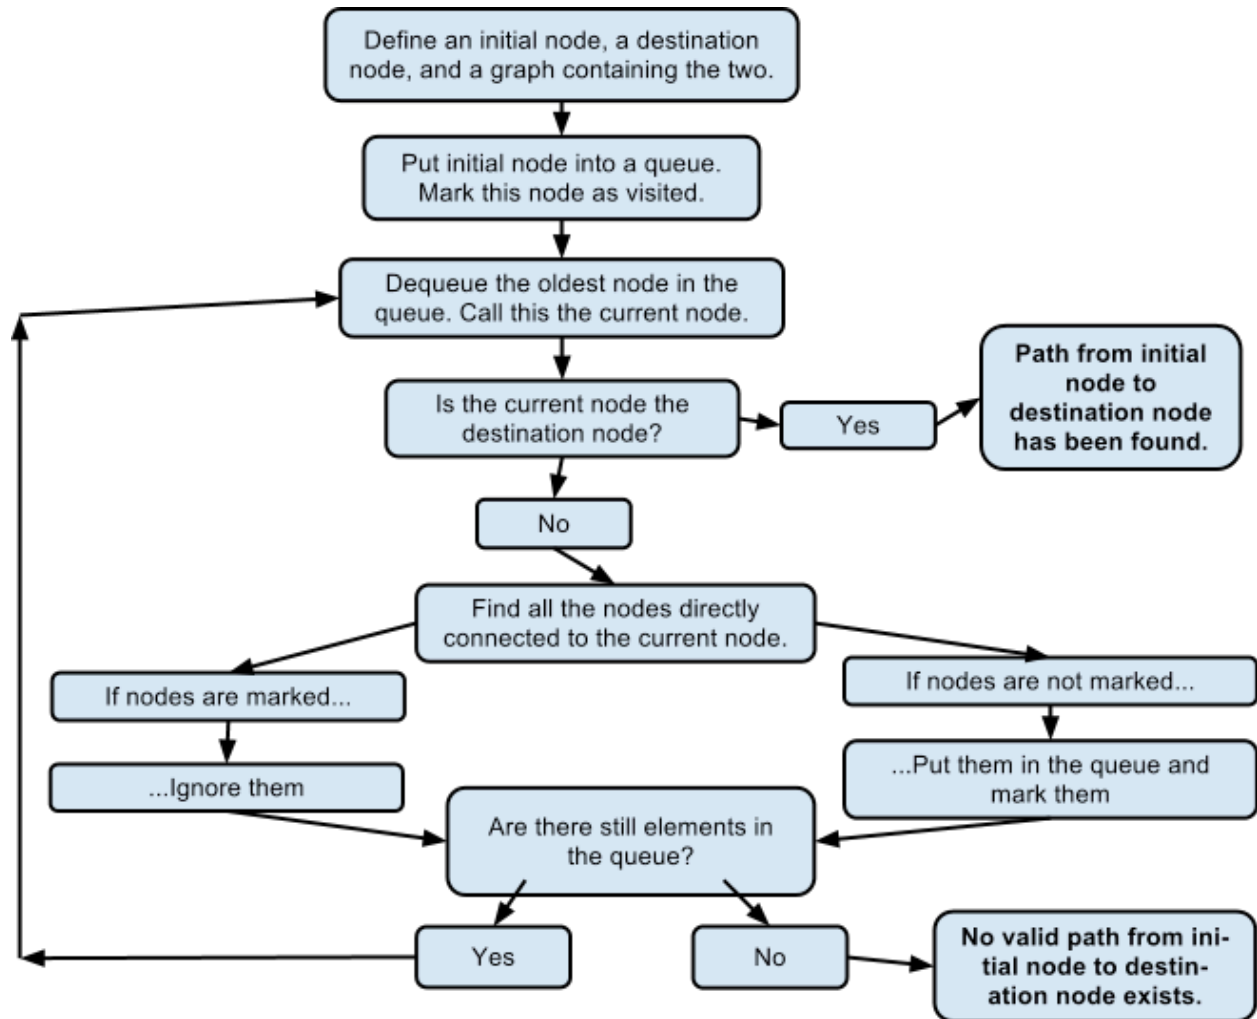 Define an initial node, a destination
node, and a graph containing the two.
Put initial node into a queue.
Mark this node as visited.
Dequeue the oldest node in the
queue. Call this the current node.
Is the current node the
destination node?
Yes
Path from initial
node to
destination node
has been found.
No
Find all the nodes directly
connected to the current node.
If nodes are marked...
...Ignore them
If nodes are not marked...
...Put them in the queue and
mark them
Are there still elements in
the queue?
Yes
No
No valid path from ini-
tial node to destin-
ation node exists.